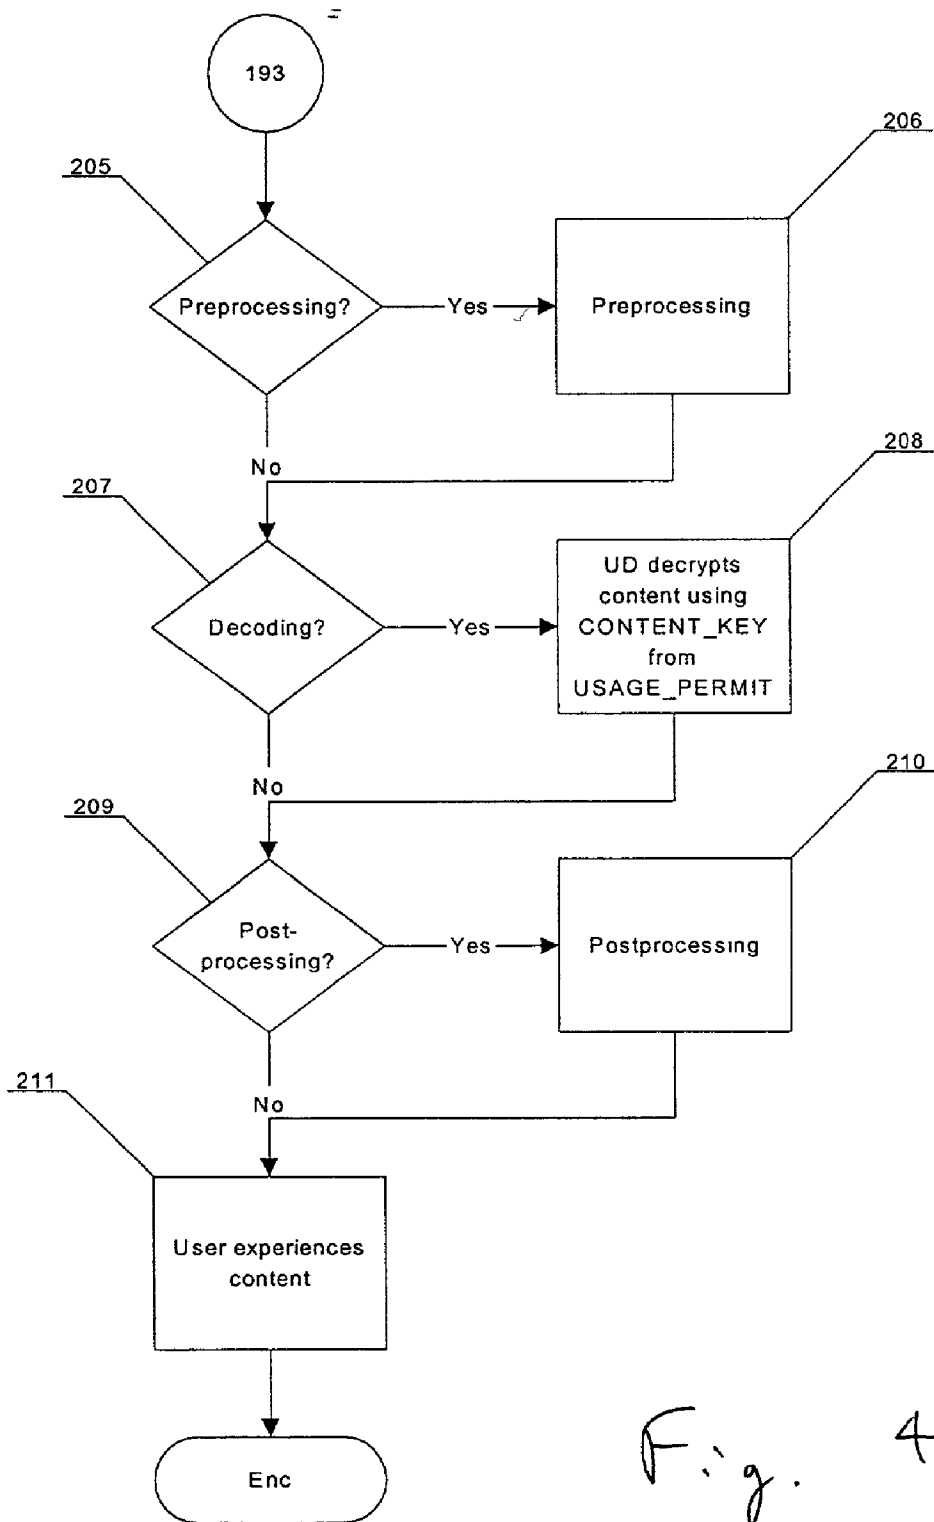 193
205
206
Preprocessing?
Yes
Preprocessing
No
207
208
Decoding?
Yes
UD decrypts
content using
CONTENT_KEY
from
USAGE_PERMIT
No
209
210
Post-
processing?
Yes
Postprocessing
No
211
User experiences
content
Enc
Fig. 4